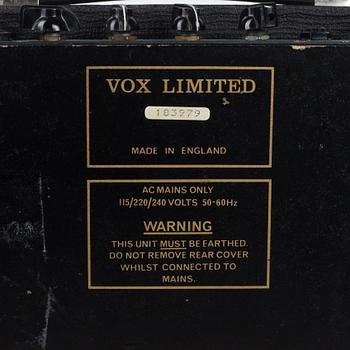 VOX LIMITED
183979
MADE IN ENGLAND
AC MAINS ONLY
115/220/240 VOLTS 50-60Hz
WARNING
THIS UNIT MUST BE EARTHED.
DO NOT REMOVE REAR COVER
WHILST CONNECTED TO
MAINS.